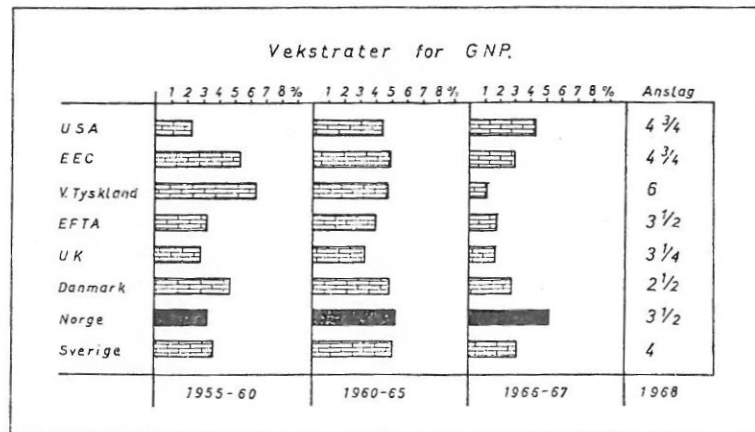 Vekstrater for GNP.
1 2 3 4 5 6 7 8 % 1 2 3 4 5 6 7 8 % 1 2 3 4 5 6 7 8 % Anslag
USA 4 3/4
EEC 4 3/4
V. Tyskland 6
EFTA 3 1/2
UK 3 1/4
Danmark 2 1/2
Norge 3 1/2
Sverige 4
1955-60 1960-65 1966-67 1968